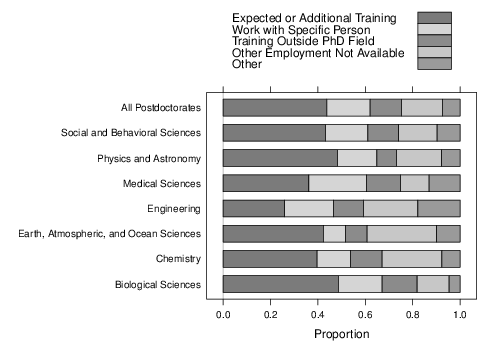 Expected or Additional Training
Work with Specific Person
Training Outside PhD Field
Other Employment Not Available
Other
All Postdoctorates
Social and Behavioral Sciences
Physics and Astronomy
Medical Sciences
Engineering
Earth, Atmospheric, and Ocean Sciences
Chemistry
Biological Sciences
0.0 0.2 0.4 0.6 0.8 1.0
Proportion